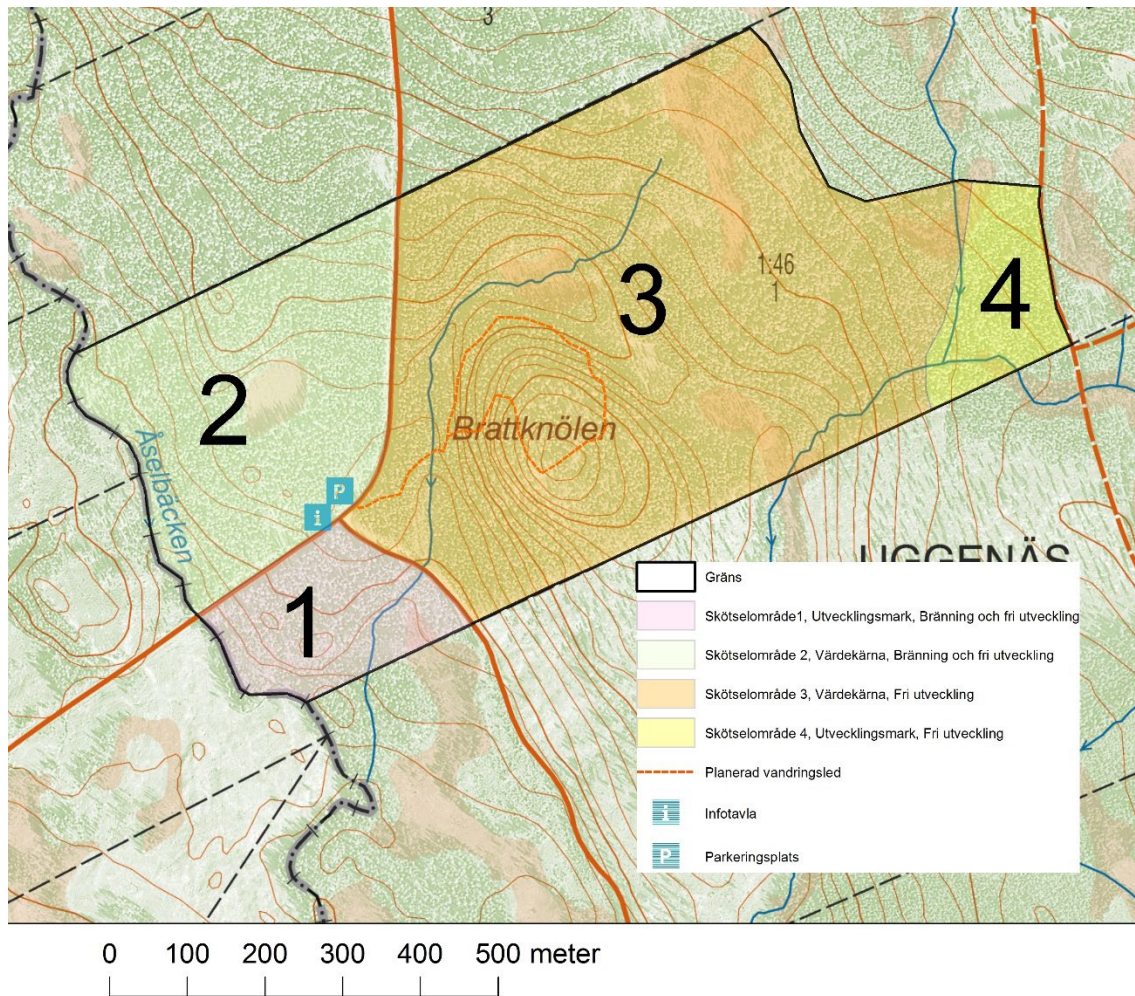 3
2
3
1:46
1
4
Brattknölen
Åselbäcken
P
i
1
UGGENÄS
Gräns
Skötselområde1, Utvecklingsmark, Bränning och fri utveckling
Skötselområde 2, Värdekärna, Bränning och fri utveckling
Skötselområde 3, Värdekärna, Fri utveckling
Skötselområde 4, Utvecklingsmark, Fri utveckling
Planerad vandringsled
i
Infotavla
P
Parkeringsplats
0 100 200 300 400 500 meter